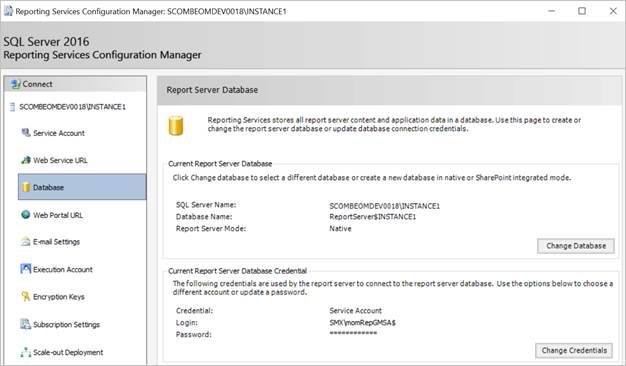 Reporting Services Configuration Manager: SCOMBEOMDEV0018\INSTANCE1
SQL Server 2016
Reporting Services Configuration Manager
Connect
SCOMBEOMDEV0018\INSTANCE1
Service Account
Web Service URL
Database
Web Portal URL
E-mail Settings
Execution Account
Encryption Keys
Subscription Settings
Scale-out Deployment
Report Server Database
Reporting Services stores all report server content and application data in a database. Use this page to create or
change the report server database or update database connection credentials.
Current Report Server Database
Click Change database to select a different database or create a new database in native or SharePoint integrated mode.
SQL Server Name: SCOMBEOMDEV0018\INSTANCE1
Database Name: ReportServer$INSTANCE1
Report Server Mode: Native
Change Database
Current Report Server Database Credential
The following credentials are used by the report server to connect to the report server database. Use the options below to choose a
different account or update a password.
Credential: Service Account
Login: SMX\momRepGMSA$
Password: ************
Change Credentials